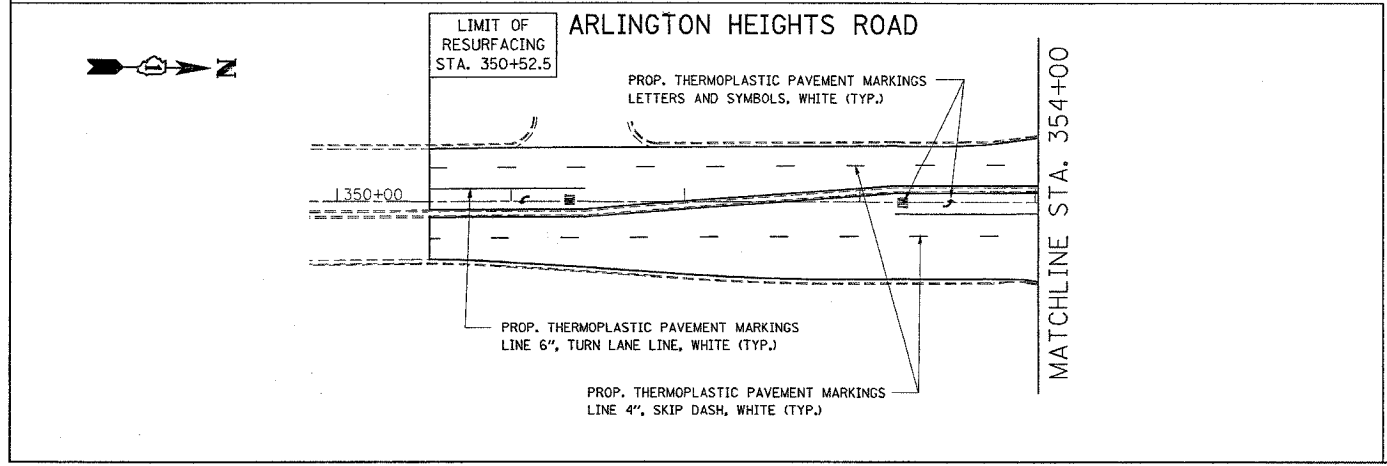 LIMIT OF
RESURFACING
STA. 350+52.5
ARLINGTON HEIGHTS ROAD
N
PROP. THERMOPLASTIC PAVEMENT MARKINGS
LETTERS AND SYMBOLS, WHITE (TYP.)
350+00
MATCHLINE STA. 354+00
PROP. THERMOPLASTIC PAVEMENT MARKINGS
LINE 6", TURN LANE LINE, WHITE (TYP.)
PROP. THERMOPLASTIC PAVEMENT MARKINGS
LINE 4", SKIP DASH, WHITE (TYP.)